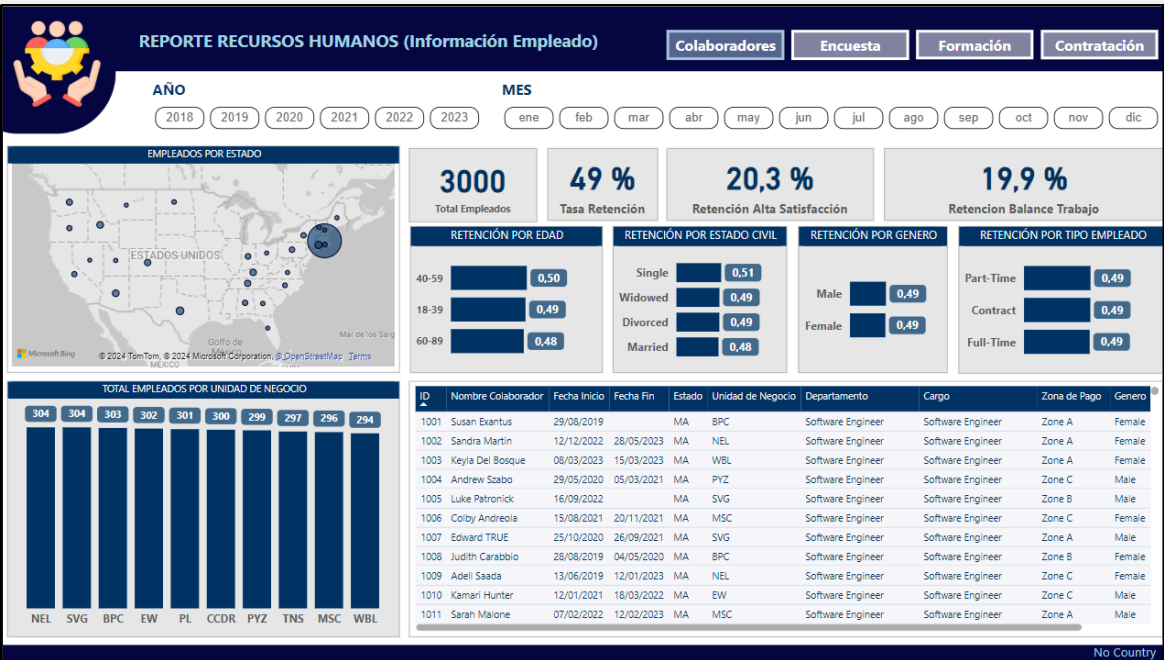 REPORTE RECURSOS HUMANOS (Información Empleado)
Colaboradores
Encuesta
Formación
Contratación
AÑO
MES
2018
2019
2020
2021
2022
2023
ene
feb
mar
abr
may
jun
jul
ago
sep
oct
nov
dic
EMPLEADOS POR ESTADO
ESTADOS UNIDOS
Mar de los Sarg
Golfo de
México
MÉXICO
Microsoft Bing
© 2024 TomTom, © 2024 Microsoft Corporation, © OpenStreetMap Terms
3000
Total Empleados
49 %
Tasa Retención
20,3 %
Retención Alta Satisfacción
19,9 %
Retencion Balance Trabajo
RETENCIÓN POR EDAD
40-59 0,50
18-39 0,49
60-89 0,48
RETENCIÓN POR ESTADO CIVIL
Single 0,51
Widowed 0,49
Divorced 0,49
Married 0,48
RETENCIÓN POR GENERO
Male 0,49
Female 0,49
RETENCIÓN POR TIPO EMPLEADO
Part-Time 0,49
Contract 0,49
Full-Time 0,49
TOTAL EMPLEADOS POR UNIDAD DE NEGOCIO
304 304 303 302 301 300 299 297 296 294
NEL SVG BPC EW PL CCDR PYZ TNS MSC WBL
ID Nombre Colaborador Fecha Inicio Fecha Fin Estado Unidad de Negocio Departamento Cargo Zona de Pago Genero
1001 Susan Exantus 29/08/2019 MA BPC Software Engineer Software Engineer Zone A Female
1002 Sandra Martin 12/12/2022 28/05/2023 MA NEL Software Engineer Software Engineer Zone A Female
1003 Keyla Del Bosque 08/03/2023 15/03/2023 MA WBL Software Engineer Software Engineer Zone A Female
1004 Andrew Szabo 29/05/2020 05/03/2021 MA PYZ Software Engineer Software Engineer Zone C Male
1005 Luke Patronick 16/09/2022 MA SVG Software Engineer Software Engineer Zone B Male
1006 Colby Andreola 15/08/2021 20/11/2021 MA MSC Software Engineer Software Engineer Zone C Female
1007 Edward TRUE 25/10/2020 26/09/2021 MA SVG Software Engineer Software Engineer Zone A Male
1008 Judith Carabbio 28/08/2019 04/05/2020 MA BPC Software Engineer Software Engineer Zone B Female
1009 Adell Saada 13/06/2019 12/01/2023 MA NEL Software Engineer Software Engineer Zone C Female
1010 Kamari Hunter 12/01/2021 18/03/2022 MA EW Software Engineer Software Engineer Zone C Male
1011 Sarah Malone 07/02/2022 12/02/2023 MA MSC Software Engineer Software Engineer Zone A Male
No Country